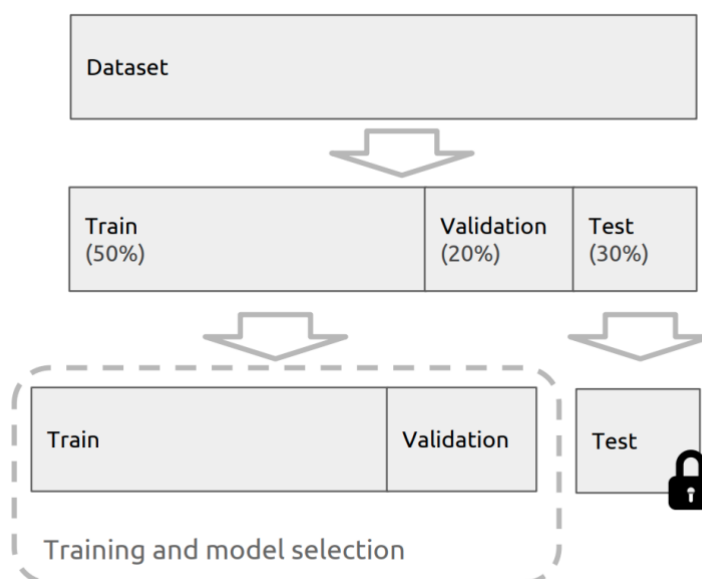 Dataset
Train
(50%)
Validation
(20%)
Test
(30%)
Train
Validation
Test
Training and model selection